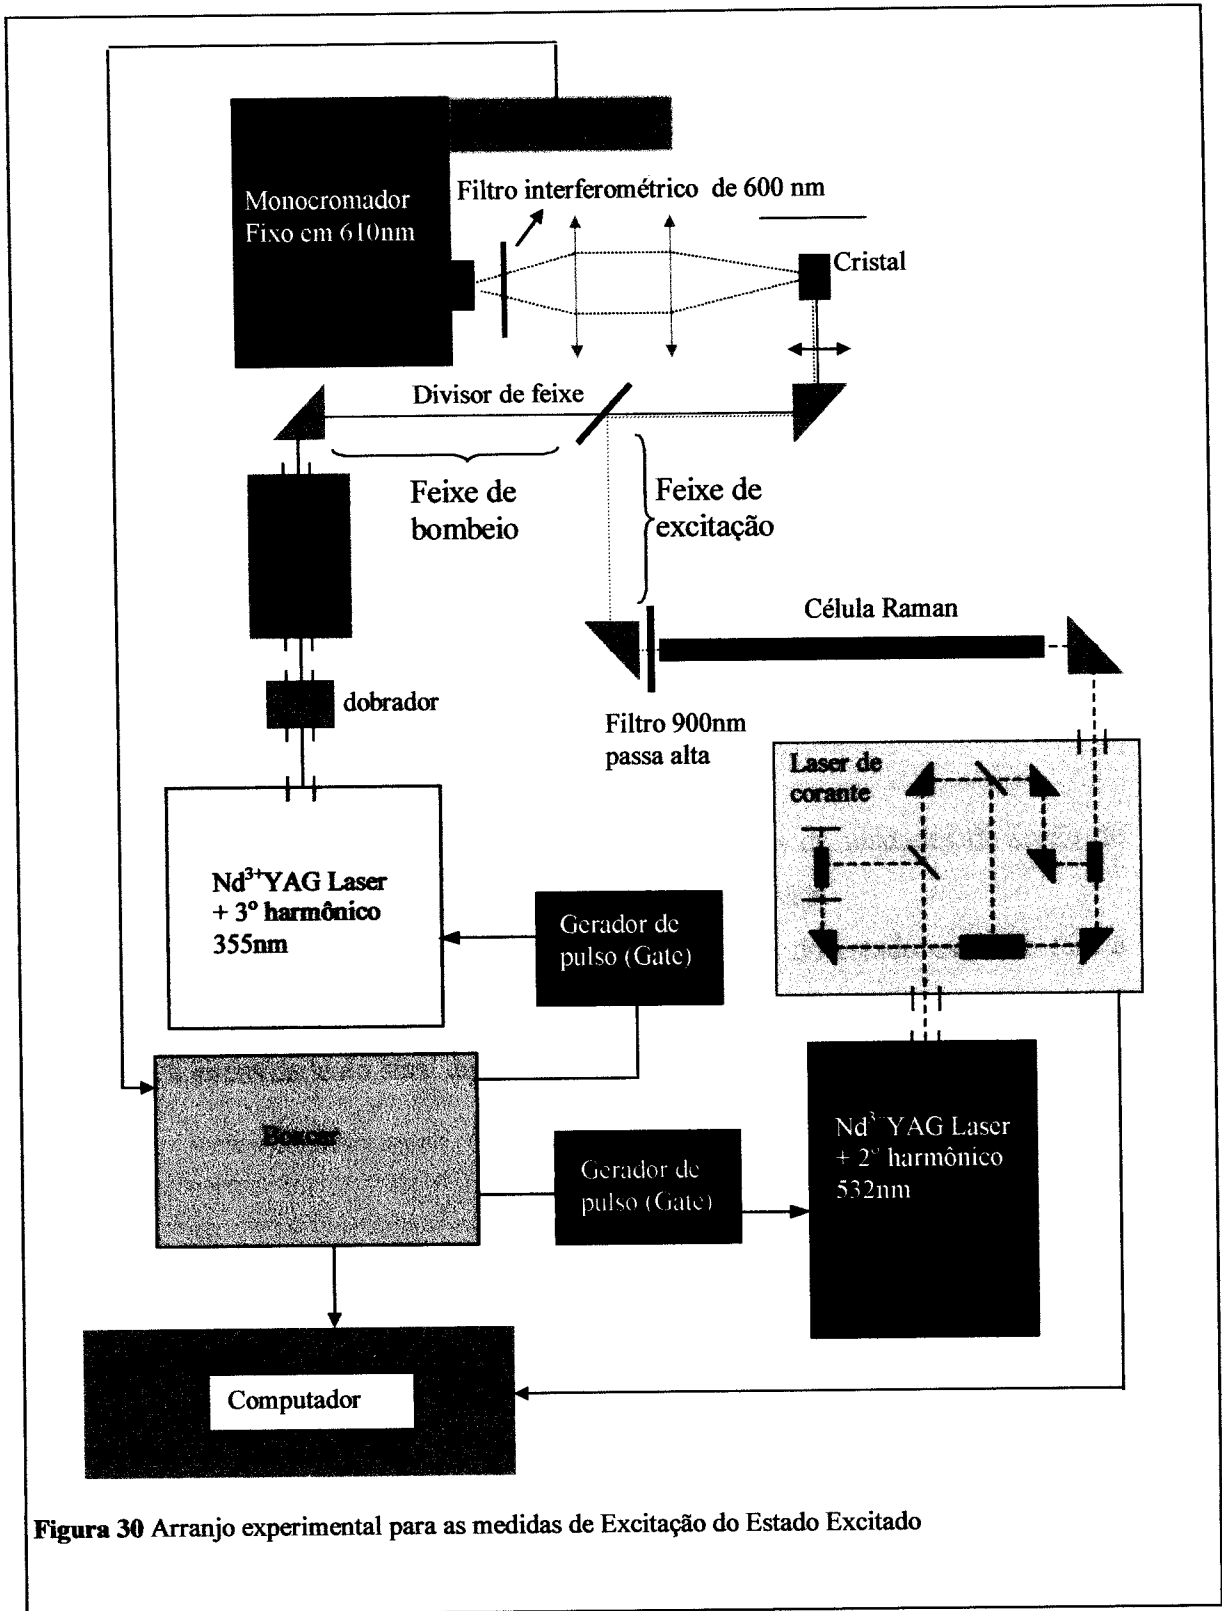 Monocromador
Fixo em 610nm
Filtro interferométrico de 600 nm
Cristal
Divisor de feixe
Feixe de
bombeio
Feixe de
excitação
Célula Raman
dobrador
Filtro 900nm
passa alta
Laser de
corante
Nd³⁺YAG Laser
+ 3º harmônico
355nm
Gerador de
pulso (Gate)
Boxcar
Gerador de
pulso (Gate)
Nd³⁺YAG Laser
+ 2º harmônico
532nm
Computador
Figura 30 Arranjo experimental para as medidas de Excitação do Estado Excitado